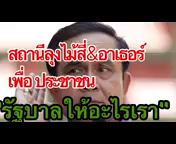 สถานีลุงไม้สี่&อาเธอร์
เพื่อ ประชาชน
รัฐบาล ให้อะไรเรา"